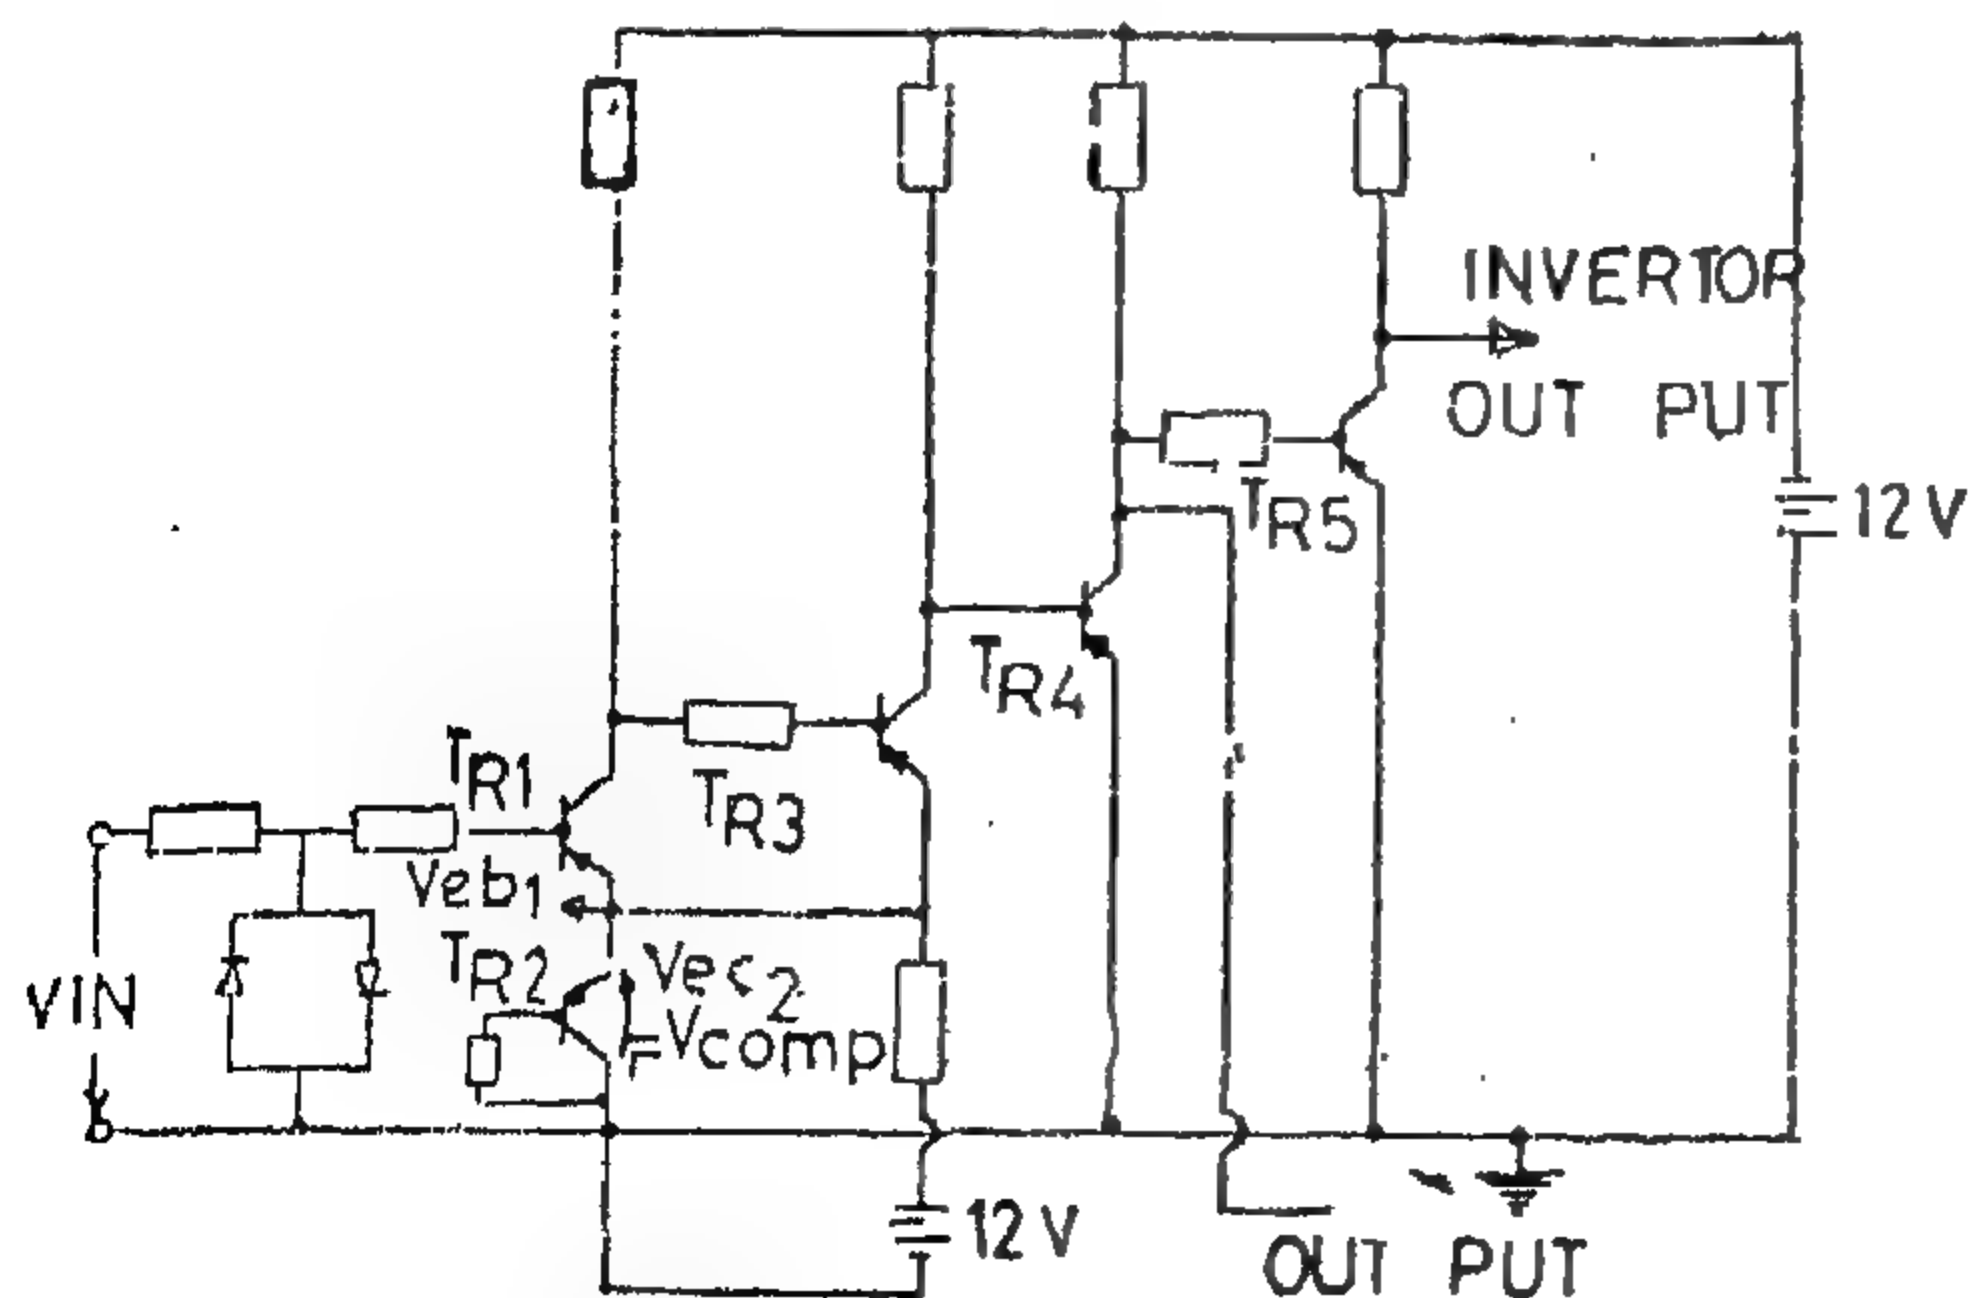 INVERTOR
OUT PUT
12 V
TR5
TR4
TR1
TR3
Veb1
TR2
Vec2
=Vcomp
VIN
12 V
OUT PUT